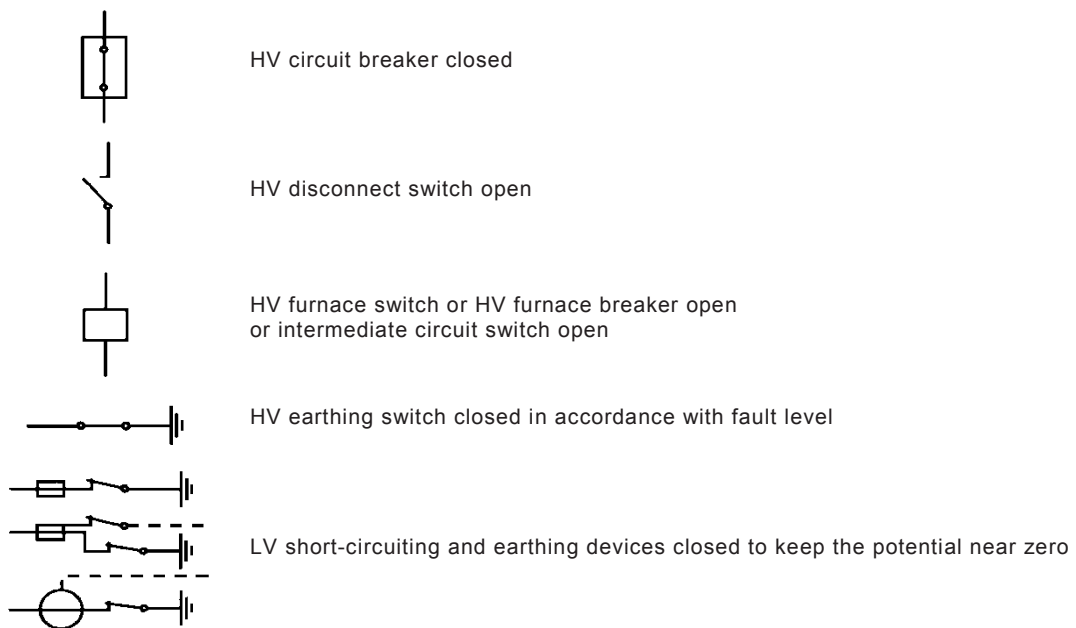 HV circuit breaker closed
HV disconnect switch open
HV furnace switch or HV furnace breaker open
or intermediate circuit switch open
HV earthing switch closed in accordance with fault level
LV short-circuiting and earthing devices closed to keep the potential near zero